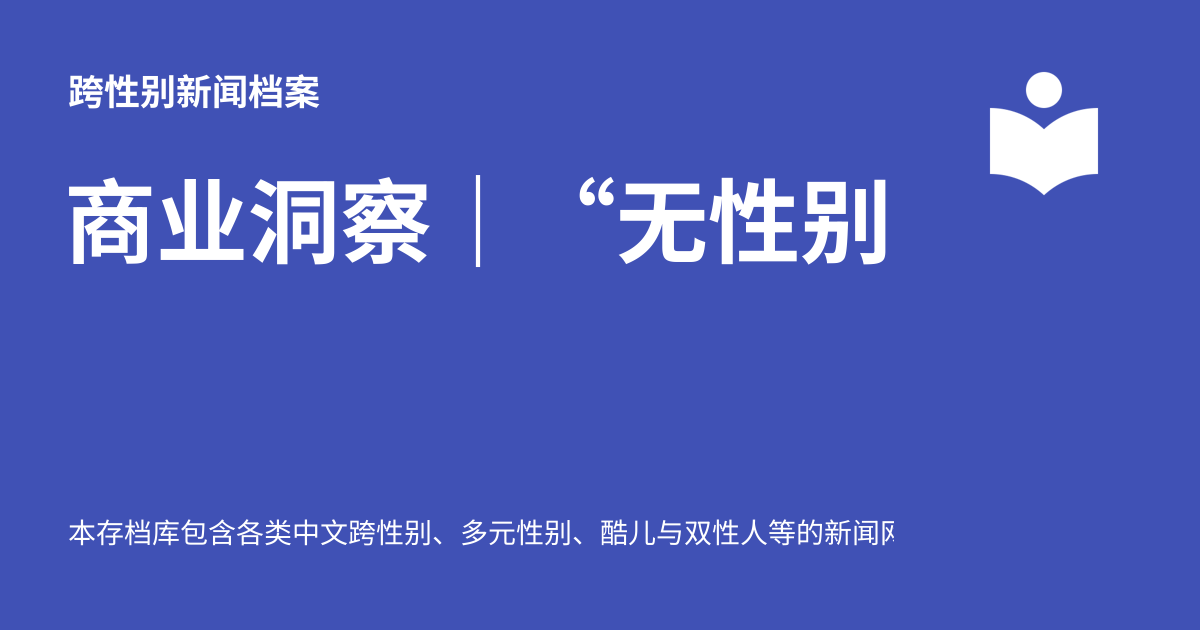 跨性别新闻档案
商业洞察｜“无性别
本存档库包含各类中文跨性别、多元性别、酷儿与双性人等的新闻网